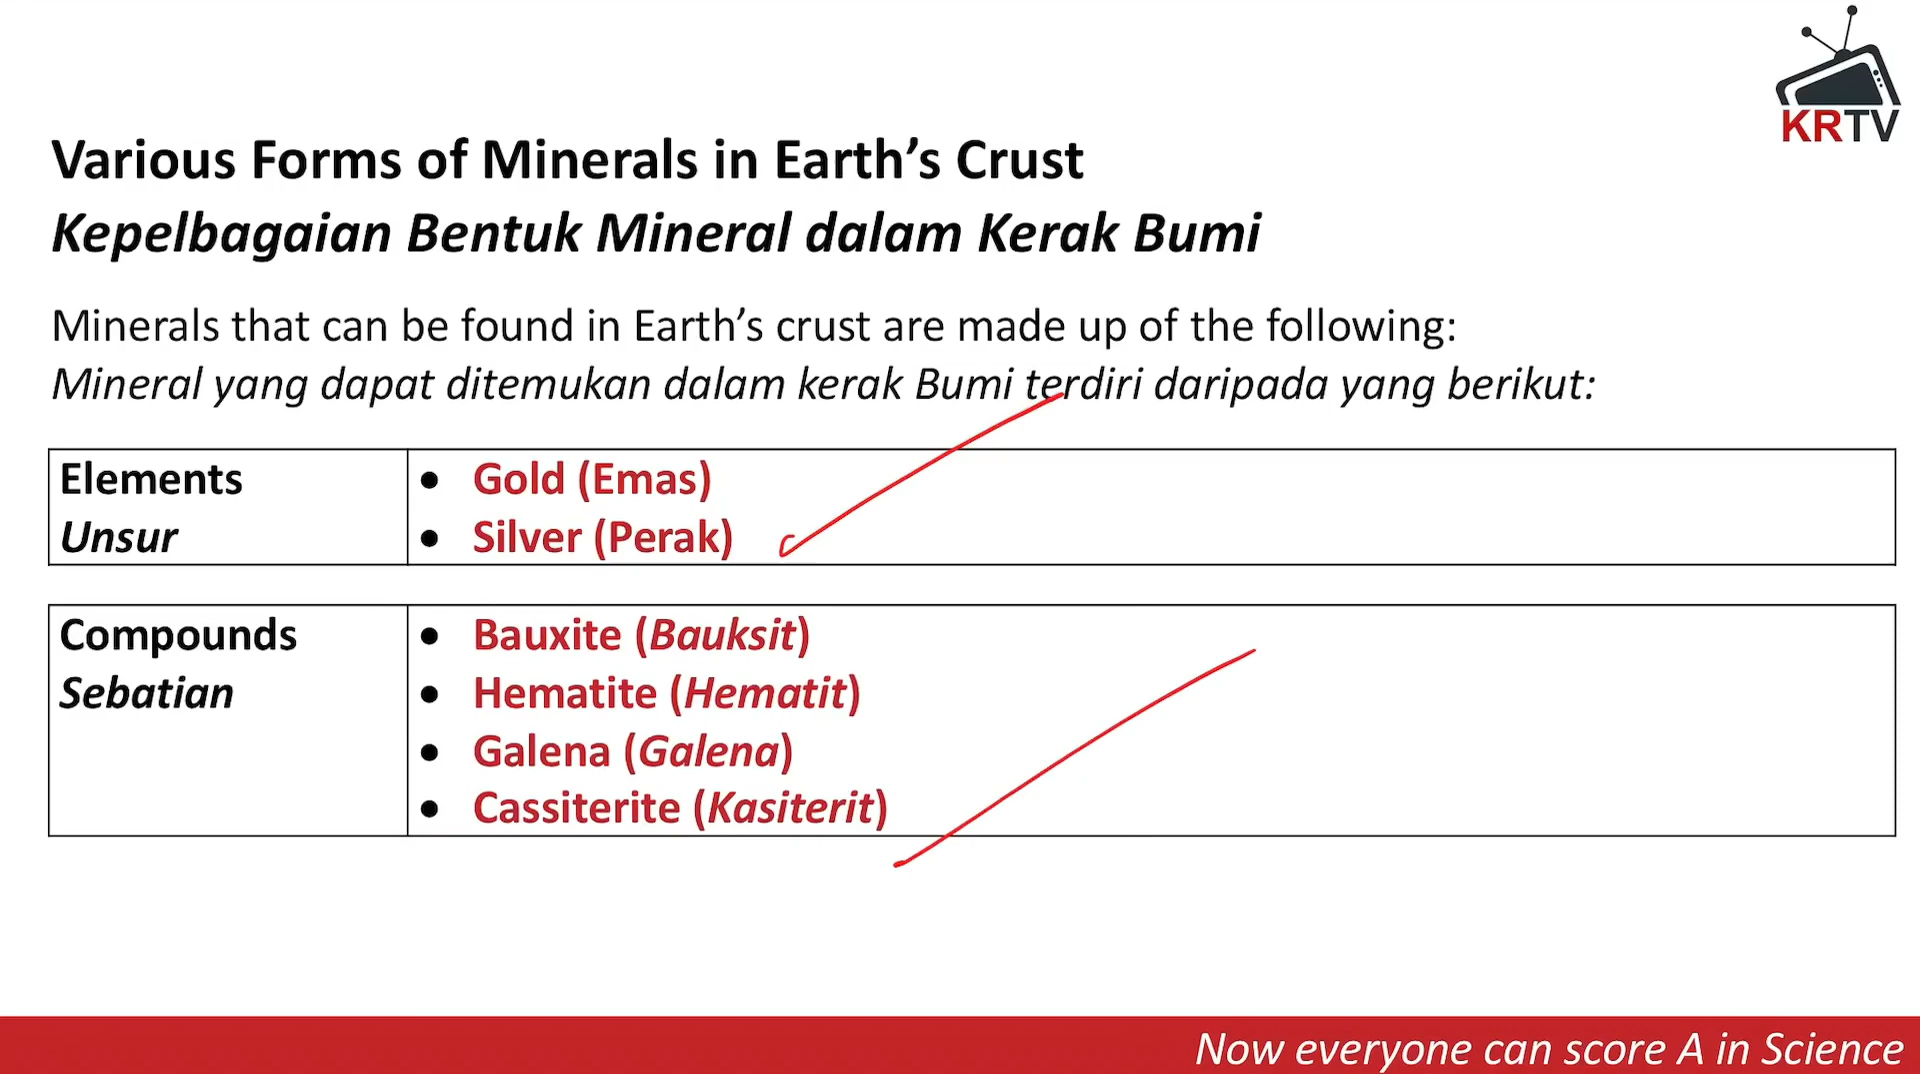 KRTV
Various Forms of Minerals in Earth’s Crust
Kepelbagaian Bentuk Mineral dalam Kerak Bumi
Minerals that can be found in Earth’s crust are made up of the following:
Mineral yang dapat ditemukan dalam kerak Bumi terdiri daripada yang berikut:
Elements
Unsur
• Gold (Emas)
• Silver (Perak)
Compounds
Sebatian
• Bauxite (Bauksit)
• Hematite (Hematit)
• Galena (Galena)
• Cassiterite (Kasiterit)
Now everyone can score A in Science